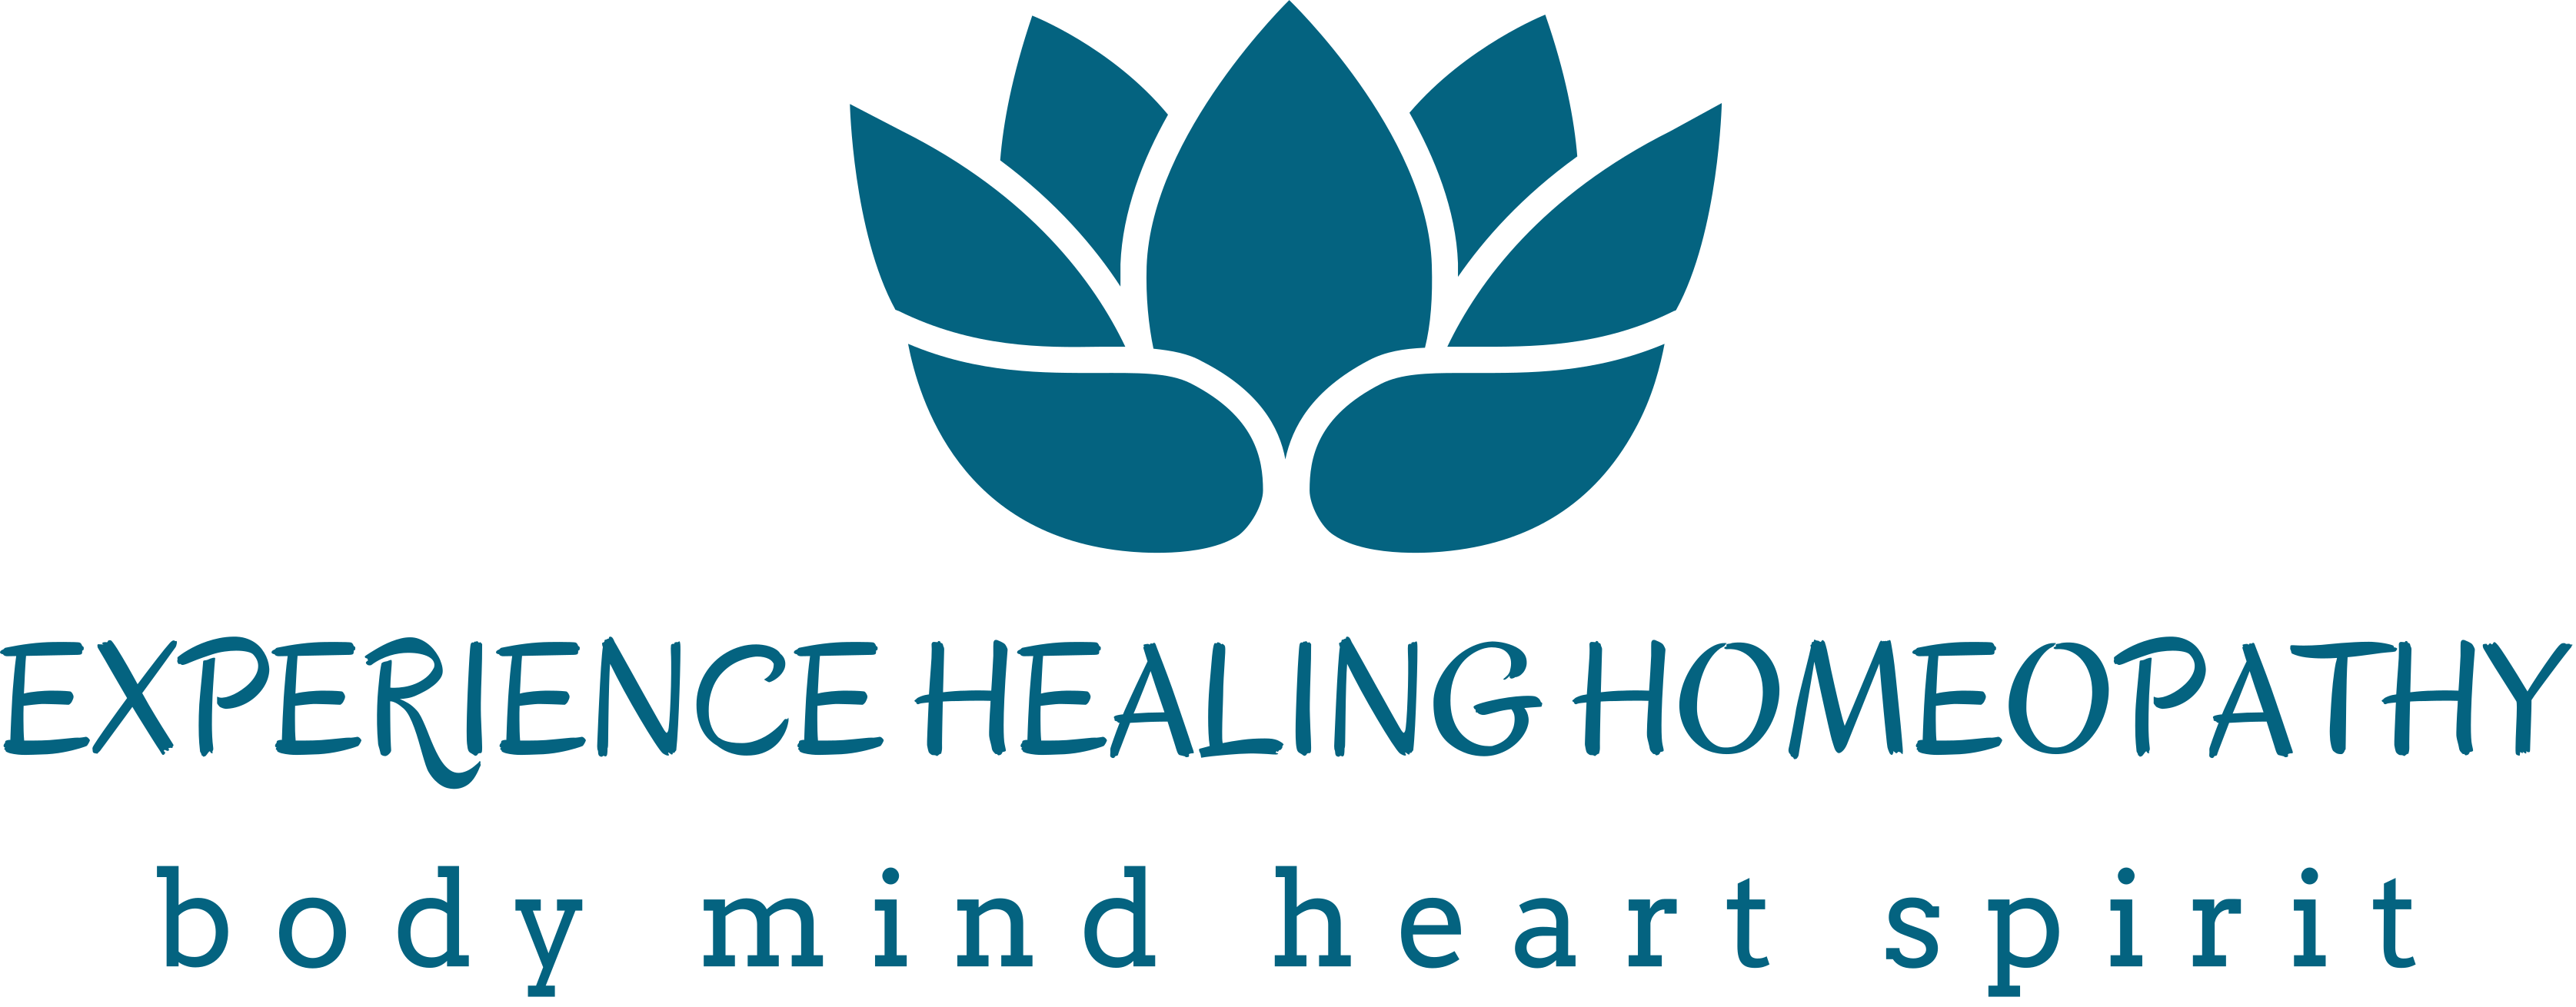 EXPERIENCE HEALING HOMEOPATHY
body mind heart spirit